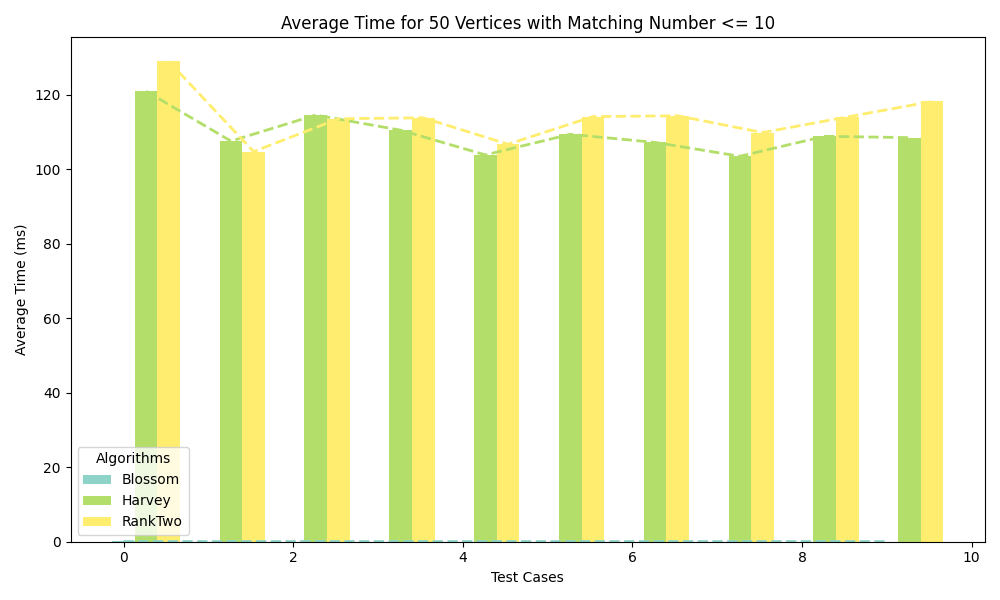 Average Time for 50 Vertices with Matching Number <= 10
Average Time (ms)
120
100
80
60
40
20
0
Algorithms
Blossom
Harvey
RankTwo
0 2 4 6 8 10
Test Cases